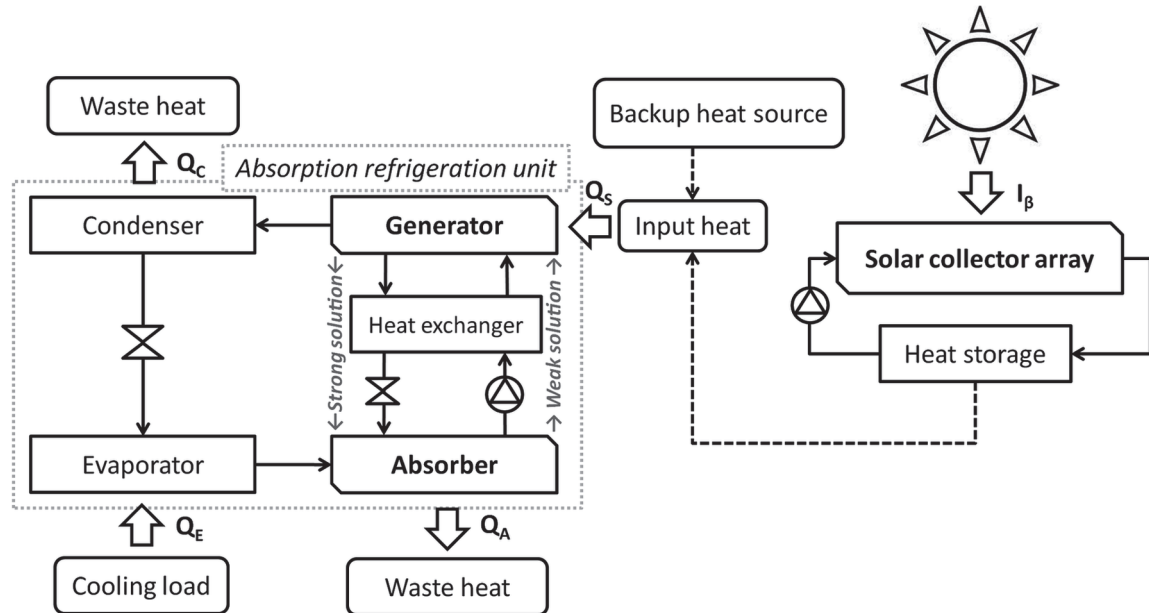 Waste heat
Backup heat source
Q_C
Absorption refrigeration unit
Q_S
I_β
Condenser
Generator
Input heat
Solar collector array
←Strong solution←
Heat exchanger
→ Weak solution→
Heat storage
Evaporator
Absorber
Q_E
Q_A
Cooling load
Waste heat